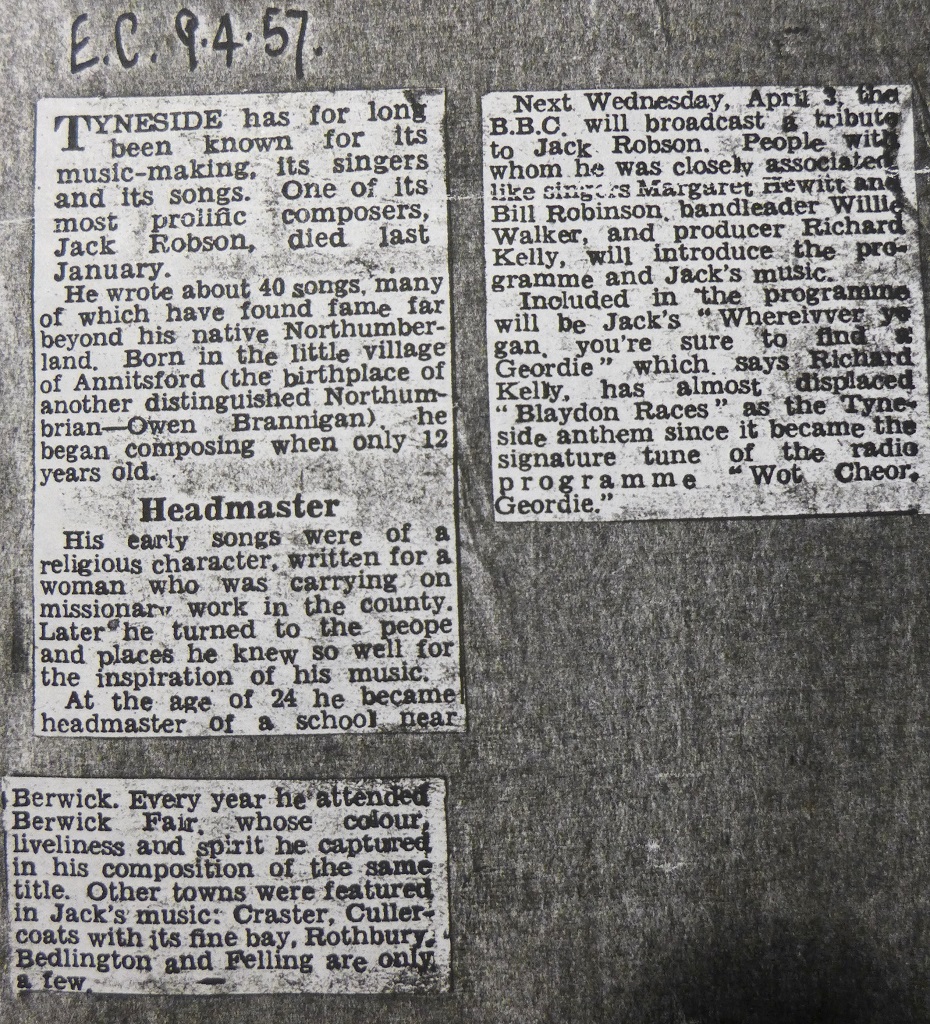 E.C. 9.4.57.
TYNESIDE has for long
been known for its
music-making, its singers
and its songs. One of its
most prolific composers,
Jack Robson, died last
January.
He wrote about 40 songs, many
of which have found fame far
beyond his native Northumber-
land. Born in the little village
of Annitsford (the birthplace of
another distinguished Northum-
brian—Owen Brannigan), he
began composing when only 12
years old.
Headmaster
His early songs were of a
religious character, written for a
woman who was carrying on
missionary work in the county.
Later he turned to the peope
and places he knew so well for
the inspiration of his music.
At the age of 24 he became
headmaster of a school near
Berwick. Every year he attended
Berwick Fair, whose colour,
liveliness and spirit he captured
in his composition of the same
title. Other towns were featured
in Jack's music: Craster, Culler-
coats with its fine bay, Rothbury,
Bedlington and Felling are only
a few.
Next Wednesday, April 3, the
B.B.C. will broadcast a tribute
to Jack Robson. People with
whom he was closely associated,
like singers Margaret Hewitt and
Bill Robinson, bandleader Willie
Walker, and producer Richard
Kelly, will introduce the pro-
gramme and Jack's music.
Included in the programme
will be Jack's "Whereivver ye
gan, you're sure to find a
Geordie" which, says Richard
Kelly, has almost displaced
"Blaydon Races" as the Tyne-
side anthem since it became the
signature tune of the radio
programme "Wot Cheor,
Geordie."